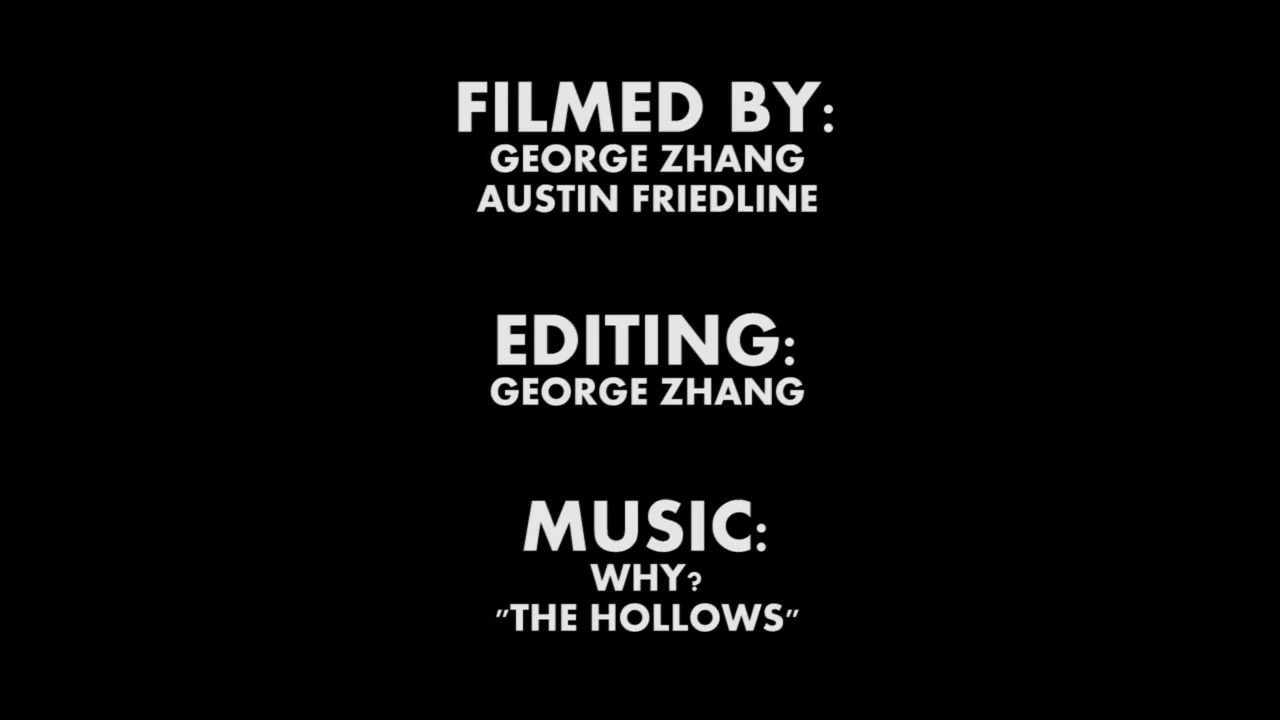 FILMED BY:
GEORGE ZHANG
AUSTIN FRIEDLINE
EDITING:
GEORGE ZHANG
MUSIC:
WHY?
"THE HOLLOWS"